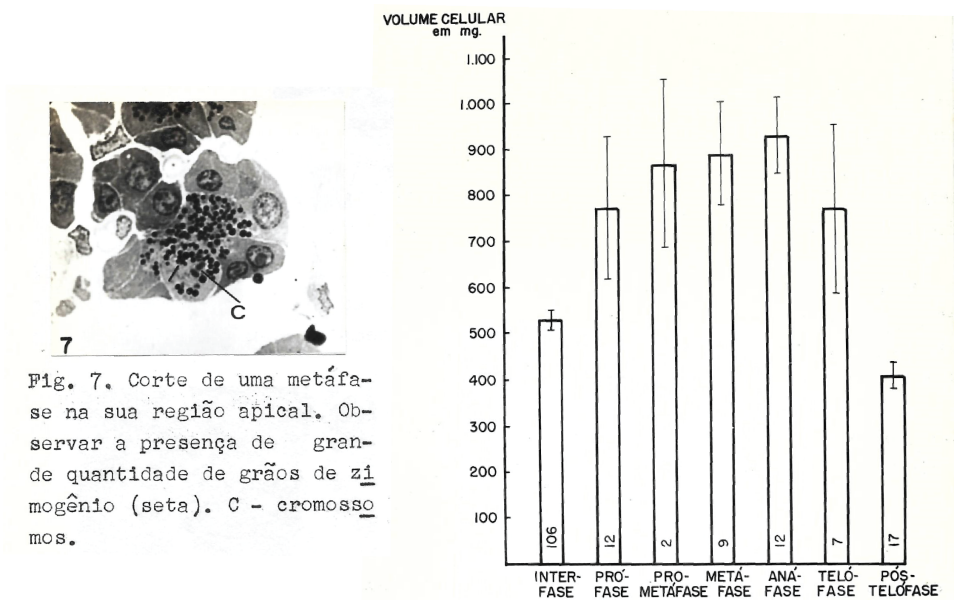 C
7
Fig. 7. Corte de uma metáfa-
se na sua região apical. Ob-
servar a presença de gran-
de quantidade de grãos de zi
mogênio (seta). C - cromosso
mos.
VOLUME CELULAR
em mg.
1.100
1.000
900
800
700
600
500
400
300
200
100
106
12
2
9
12
7
17
INTER-
FASE
PRÓ-
FASE
PRO-
METÁFASE
METÁ-
FASE
ANÁ-
FASE
TELÓ-
FASE
PÓS-
TELÓFASE